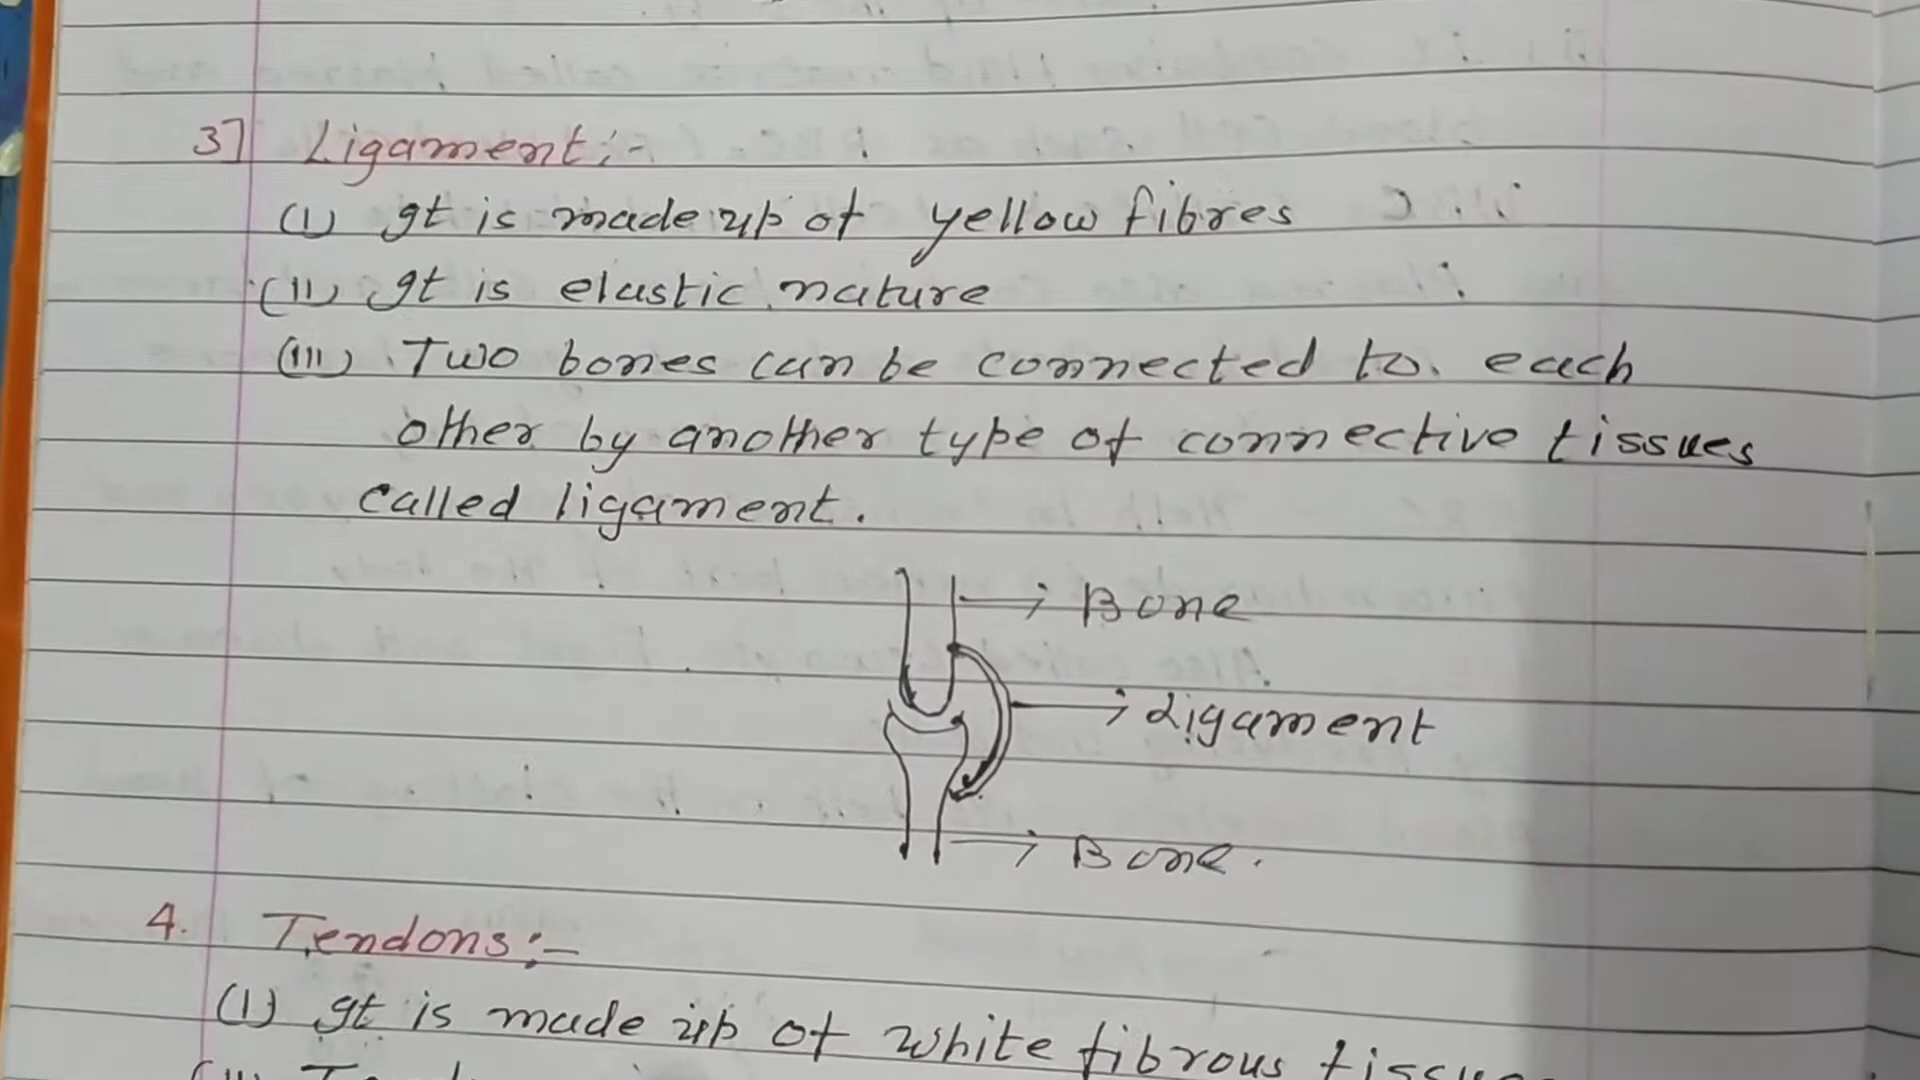 3] Ligament:-
(I) It is made up of yellow fibres
(II) It is elastic nature
(III) Two bones can be connected to each
other by another type of connective tissues
called ligament.
→ Bone
→ Ligament
→ Bone.
4. Tendons:-
(I) It is made up of white fibrous